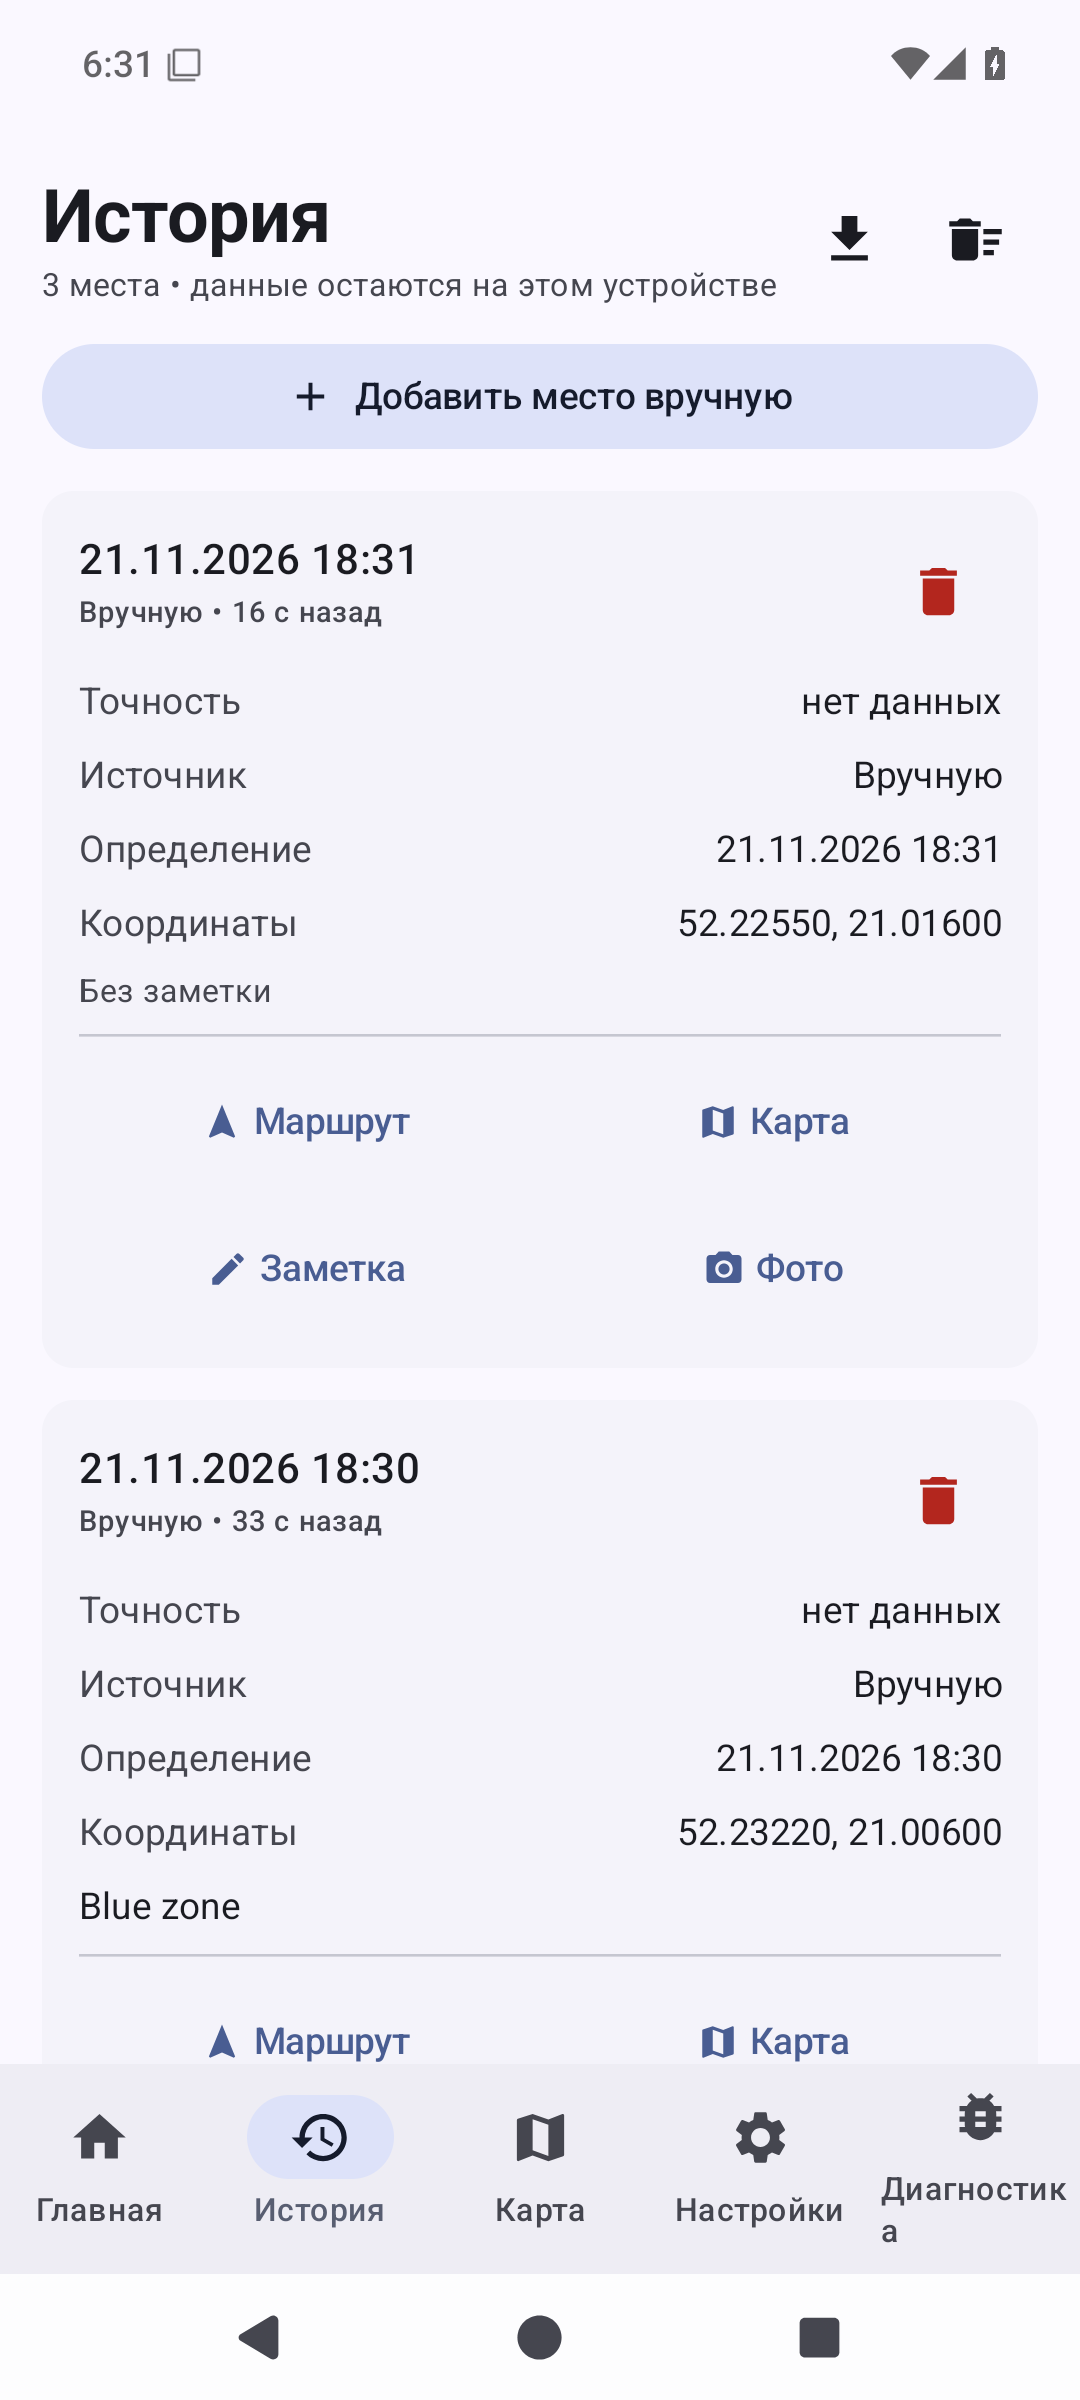 6:31
История
3 места • данные остаются на этом устройстве
Добавить место вручную
21.11.2026 18:31
Вручную • 16 с назад
Точность нет данных
Источник Вручную
Определение 21.11.2026 18:31
Координаты 52.22550, 21.01600
Без заметки
Маршрут Карта
Заметка Фото
21.11.2026 18:30
Вручную • 33 с назад
Точность нет данных
Источник Вручную
Определение 21.11.2026 18:30
Координаты 52.23220, 21.00600
Blue zone
Маршрут Карта
Главная История Карта Настройки Диагностик
а